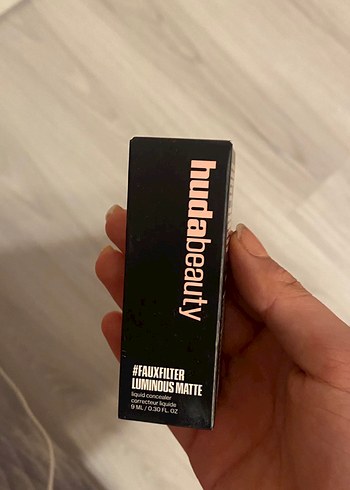 hudabeauty
#FAUXFILTER
LUMINOUS MATTE
liquid concealer
correcteur liquide
9 ML / 0.30 FL. OZ